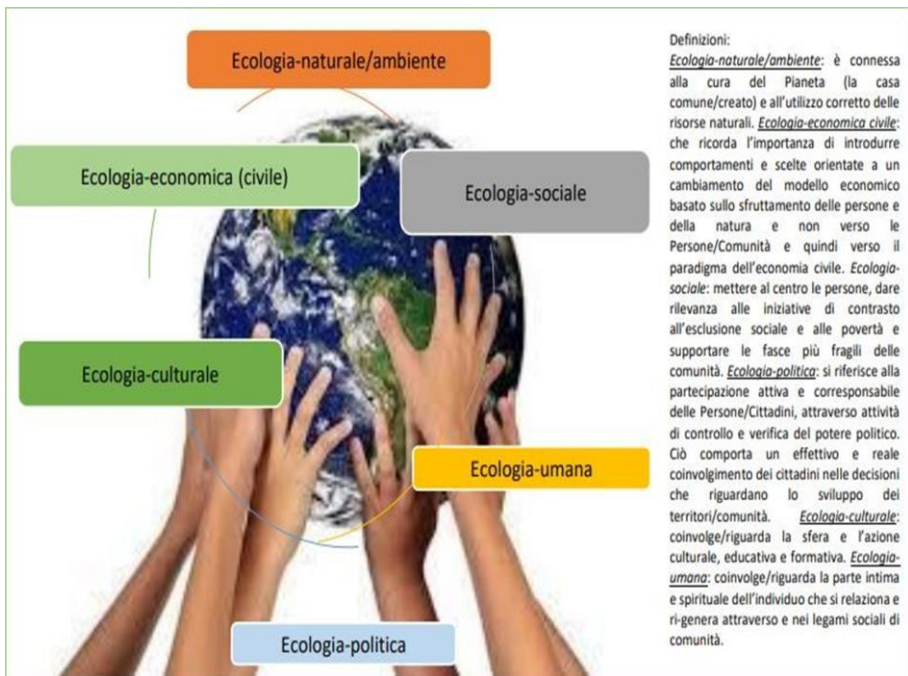 Ecologia-naturale/ambiente
Ecologia-economica (civile)
Ecologia-sociale
Ecologia-culturale
Ecologia-umana
Ecologia-politica
Definizioni:
Ecologia-naturale/ambiente: è connessa
alla cura del Pianeta (la casa
comune/creato) e all’utilizzo corretto delle
risorse naturali. Ecologia-economica civile:
che ricorda l’importanza di introdurre
comportamenti e scelte orientate a un
cambiamento del modello economico
basato sullo sfruttamento delle persone e
della natura e non verso le
Persone/Comunità e quindi verso il
paradigma dell’economia civile. Ecologia-
sociale: mettere al centro le persone, dare
rilevanza alle iniziative di contrasto
all’esclusione sociale e alle povertà e
supportare le fasce più fragili delle
comunità. Ecologia-politica: si riferisce alla
partecipazione attiva e corresponsabile
delle Persone/Cittadini, attraverso attività
di controllo e verifica del potere politico.
Ciò comporta un effettivo e reale
coinvolgimento dei cittadini nelle decisioni
che riguardano lo sviluppo dei
territori/comunità. Ecologia-culturale:
coinvolge/riguarda la sfera e l’azione
culturale, educativa e formativa. Ecologia-
umana: coinvolge/riguarda la parte intima
e spirituale dell’individuo che si relaziona e
ri-genera attraverso e nei legami sociali di
comunità.